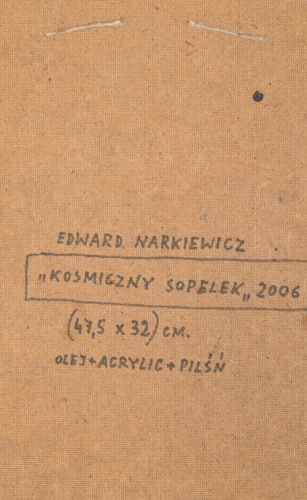 EDWARD NARKIEWICZ
„KOSMICZNY SOPELEK„ 2006
(47,5 x 32) CM.
OLEJ+ACRYLIC+PILŚŃ